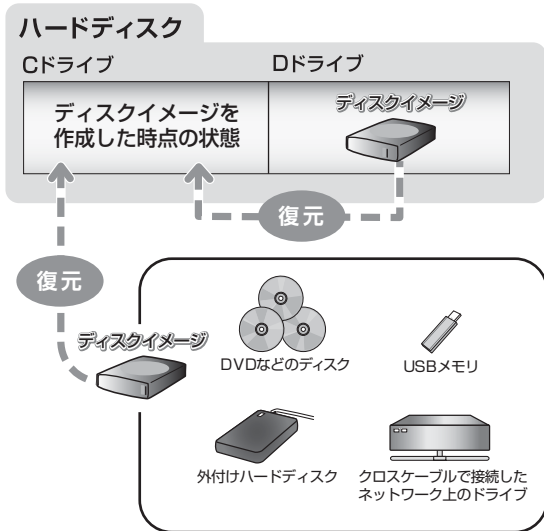 ハードディスク
Cドライブ
Dドライブ
ディスクイメージを
作成した時点の状態
ディスクイメージ
復元
復元
ディスクイメージ
DVDなどのディスク
USBメモリ
外付けハードディスク
クロスケーブルで接続した
ネットワーク上のドライブ